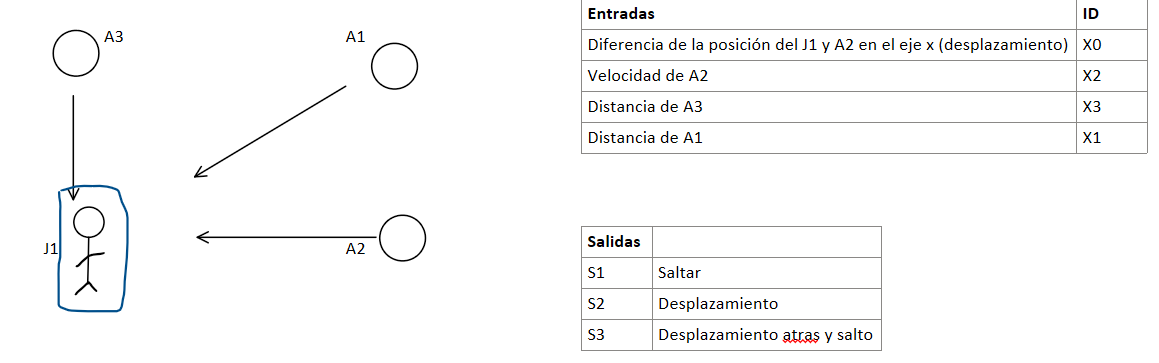 A3
A1
J1
A2
Entradas ID
Diferencia de la posición del J1 y A2 en el eje x (desplazamiento) X0
Velocidad de A2 X2
Distancia de A3 X3
Distancia de A1 X1
Salidas
S1 Saltar
S2 Desplazamiento
S3 Desplazamiento atras y salto